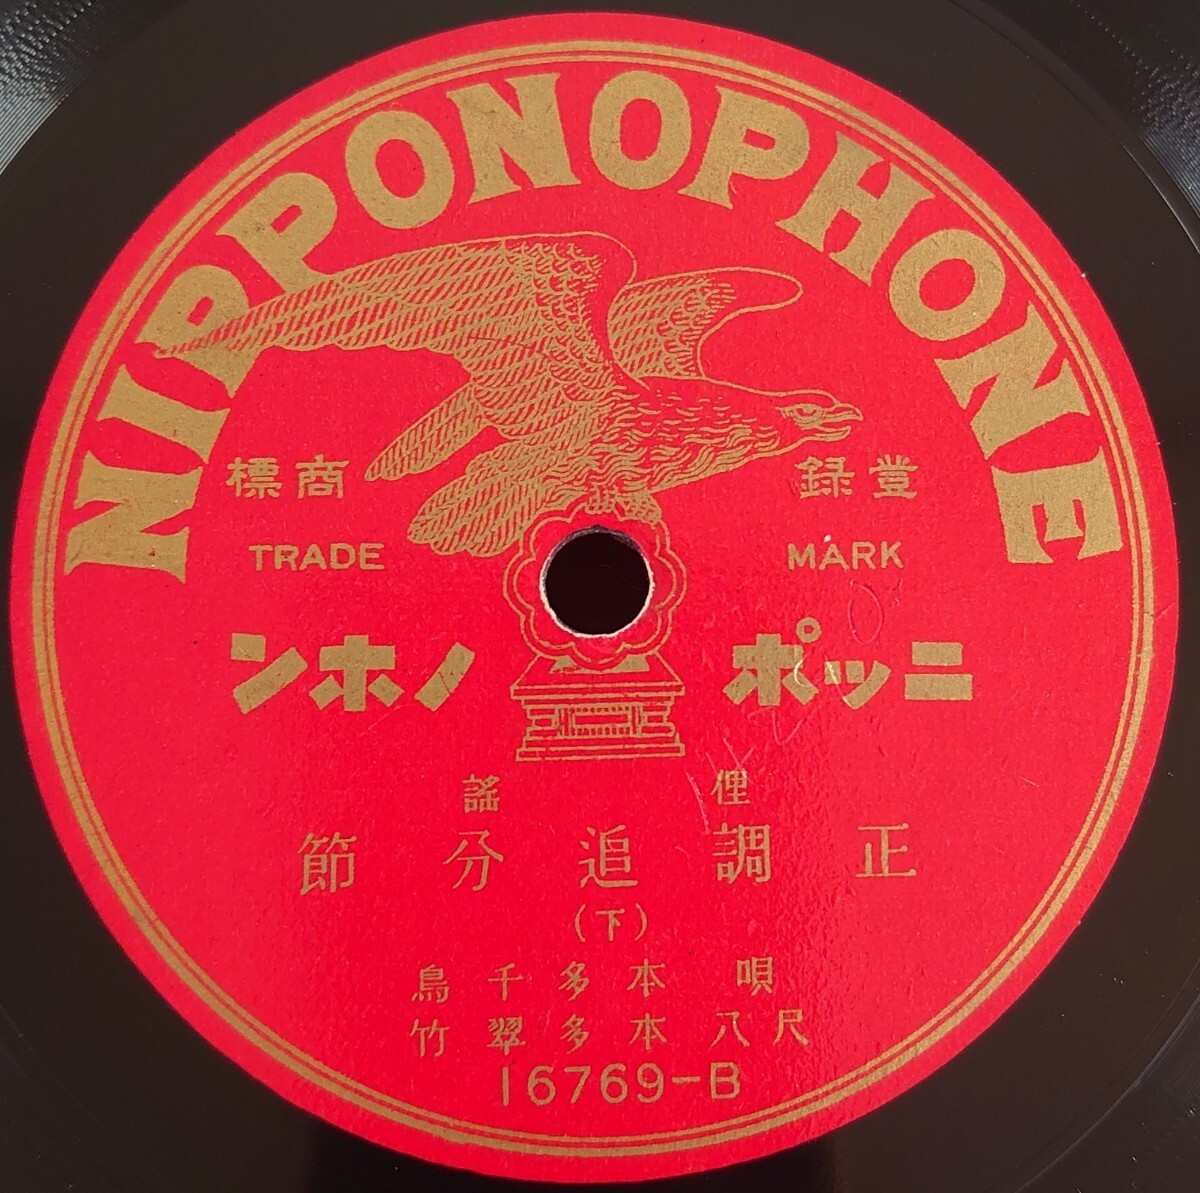 NIPPONOPHONE
登録 商標
TRADE MARK
ニッポノホン
俚謠
正調追分節
(下)
唄 本多千鳥
尺八 本多翠竹
16769-B